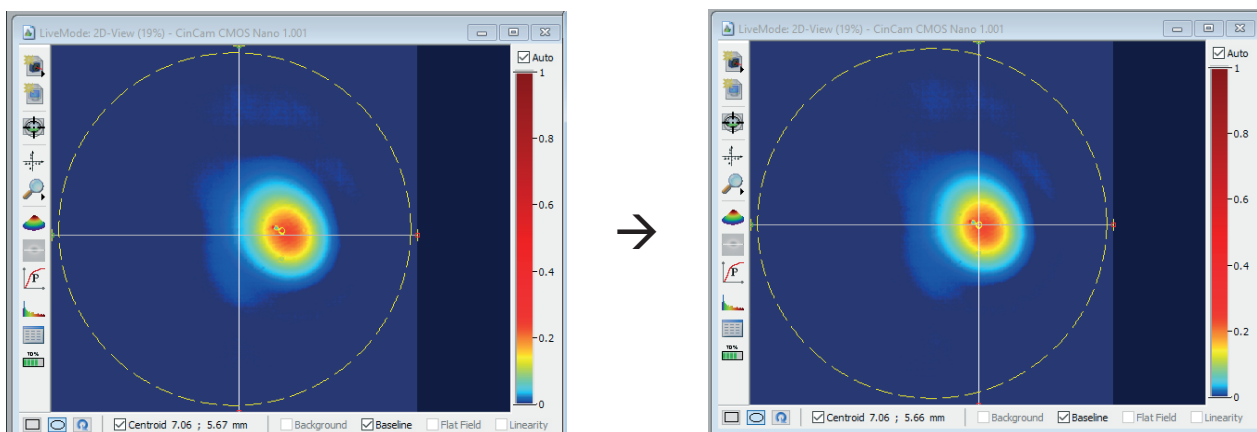 LiveMode: 2D-View (19%) - CinCam CMOS Nano 1.001
Auto
1
0.8
0.6
0.4
0.2
0
P
10%
Centroid 7.06 ; 5.67 mm Background Baseline Flat Field Linearity
→
LiveMode: 2D-View (19%) - CinCam CMOS Nano 1.001
Auto
1
0.8
0.6
0.4
0.2
0
P
10%
Centroid 7.06 ; 5.66 mm Background Baseline Flat Field Linearity